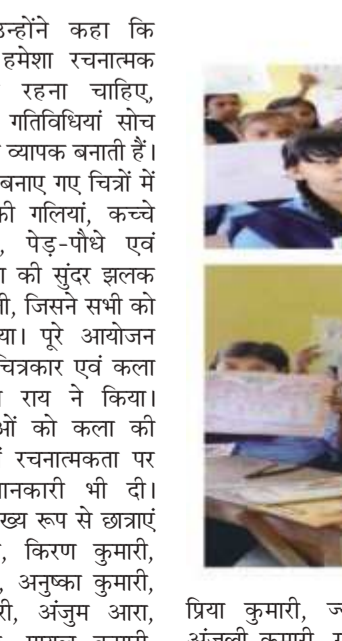 उन्होंने कहा कि
हमेशा रचनात्मक
रहना चाहिए,
गतिविधियां सोच
व्यापक बनाती हैं।
बनाए गए चित्रों में
की गलियां, कच्चे
पेड़-पौधे एवं
की सुंदर झलक
जिसने सभी को
पूरे आयोजन
चित्रकार एवं कला
राय ने किया।
को कला की
रचनात्मकता पर
जानकारी भी दी।
मुख्य रूप से छात्राएं
किरण कुमारी,
अनुष्का कुमारी,
अंजुम आरा,
प्रिया कुमारी,